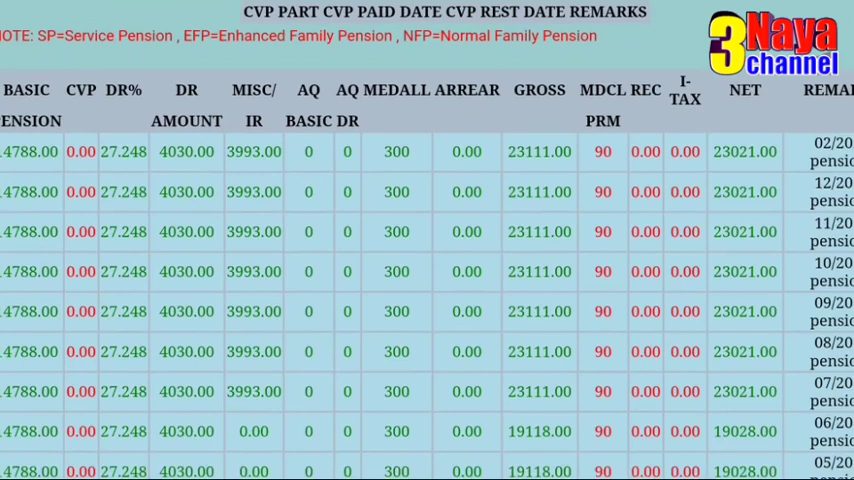 CVP PART CVP PAID DATE CVP REST DATE REMARKS
NOTE: SP=Service Pension , EFP=Enhanced Family Pension , NFP=Normal Family Pension
3 Naya channel
BASIC PENSION CVP DR% DR AMOUNT MISC/ IR AQ BASIC AQ DR MEDALL ARREAR GROSS MDCL PRM REC I-TAX NET REMAR
14788.00 0.00 27.248 4030.00 3993.00 0 0 300 0.00 23111.00 90 0.00 0.00 23021.00 02/20 pensio
14788.00 0.00 27.248 4030.00 3993.00 0 0 300 0.00 23111.00 90 0.00 0.00 23021.00 12/20 pensio
14788.00 0.00 27.248 4030.00 3993.00 0 0 300 0.00 23111.00 90 0.00 0.00 23021.00 11/20 pensio
14788.00 0.00 27.248 4030.00 3993.00 0 0 300 0.00 23111.00 90 0.00 0.00 23021.00 10/20 pensio
14788.00 0.00 27.248 4030.00 3993.00 0 0 300 0.00 23111.00 90 0.00 0.00 23021.00 09/20 pensio
14788.00 0.00 27.248 4030.00 3993.00 0 0 300 0.00 23111.00 90 0.00 0.00 23021.00 08/20 pensio
14788.00 0.00 27.248 4030.00 3993.00 0 0 300 0.00 23111.00 90 0.00 0.00 23021.00 07/20 pensio
14788.00 0.00 27.248 4030.00 0.00 0 0 300 0.00 19118.00 90 0.00 0.00 19028.00 06/20 pensio
14788.00 0.00 27.248 4030.00 0.00 0 0 300 0.00 19118.00 90 0.00 0.00 19028.00 05/20 pensio